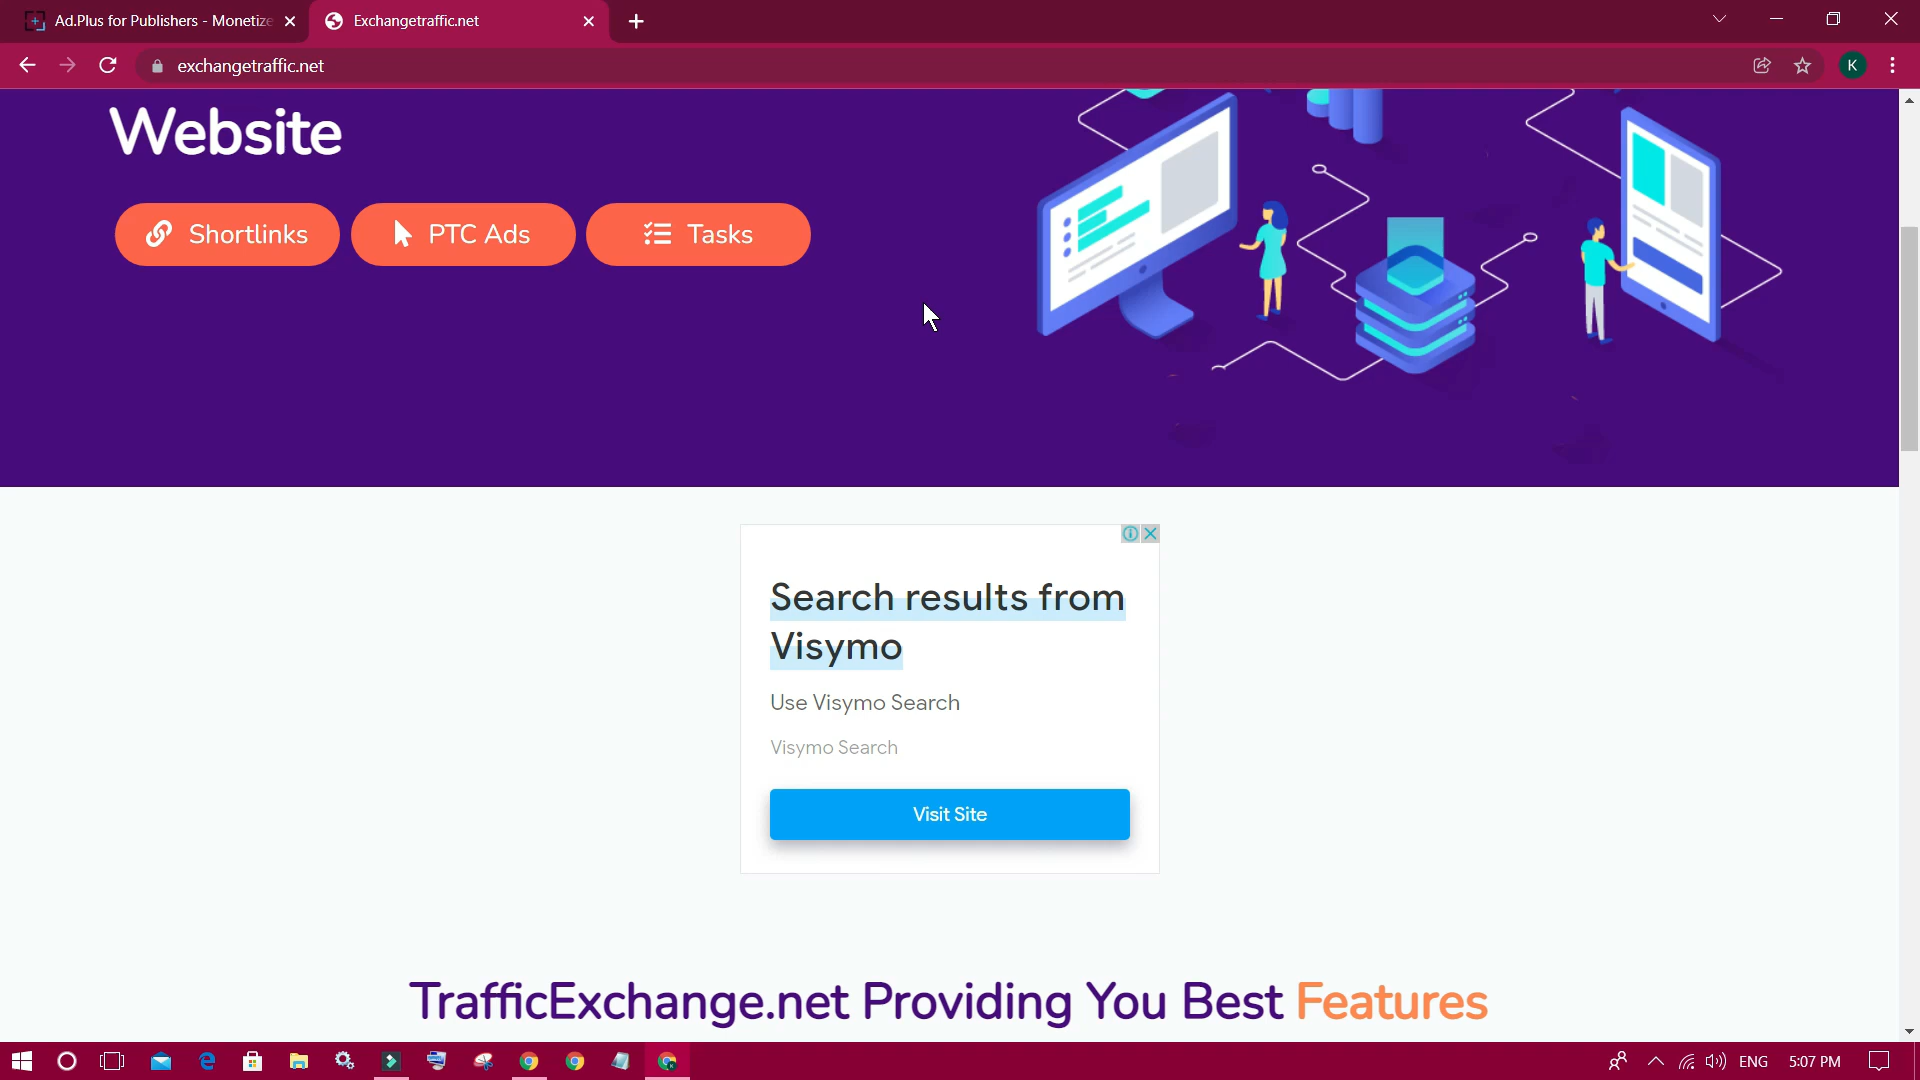 Ad.Plus for Publishers - Monetize
Exchangetraffic.net
exchangetraffic.net
K
Website
Shortlinks
PTC Ads
Tasks
Search results from
Visymo
Use Visymo Search
Visymo Search
Visit Site
TrafficExchange.net Providing You Best Features
ENG
5:07 PM